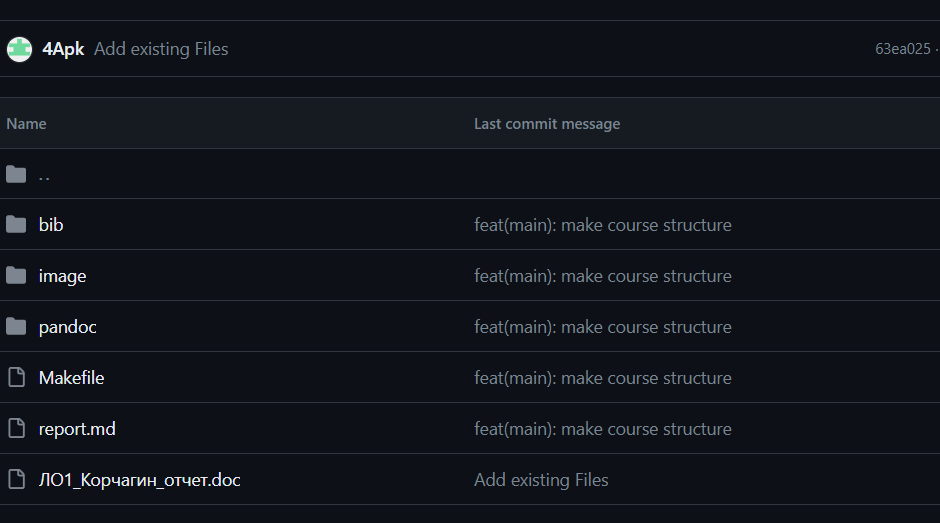 4Apk Add existing Files 63ea025 ·
Name Last commit message
..
bib feat(main): make course structure
image feat(main): make course structure
pandoc feat(main): make course structure
Makefile feat(main): make course structure
report.md feat(main): make course structure
ЛО1_Корчагин_отчет.doc Add existing Files